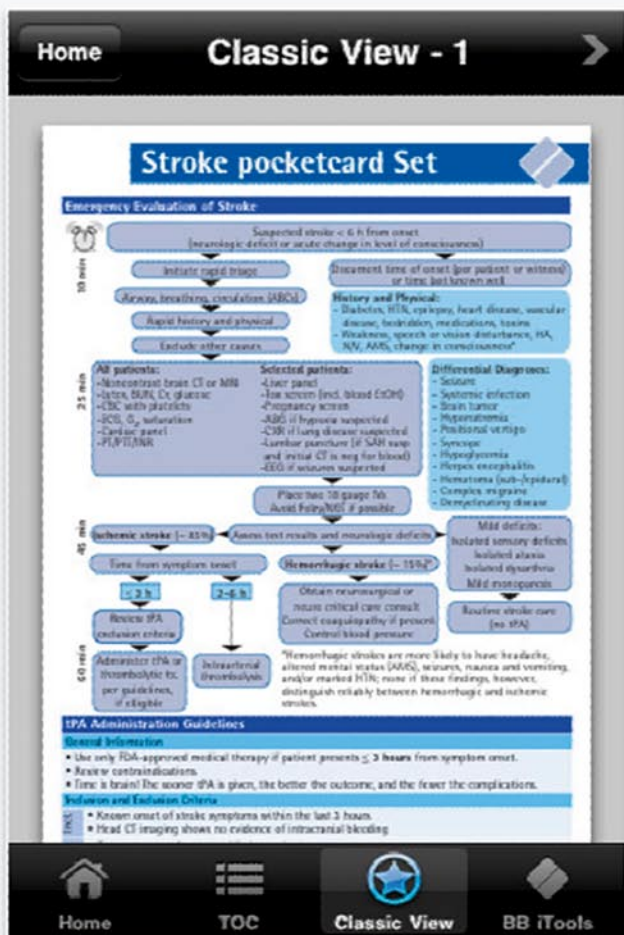 Home
Classic View - 1
Stroke pocketcard Set
Emergency Evaluation of Stroke
Suspected stroke < 6 h from onset
(neurologic deficit or acute change in level of consciousness)
10 min
Initiate rapid triage
Document time of onset (per patient or witness)
or time last known well
Airway, breathing, circulation (ABCs)
Rapid history and physical
Exclude other causes
History and Physical:
- Diabetes, HTN, epilepsy, heart disease, vascular
disease, medications, toxins
- Weakness, speech or vision disturbance, HA,
N/V, AMS, change in consciousness*
25 min
All patients:
-Noncontrast brain CT or MRI
-Lytes, BUN, Cr, glucose
-CBC with platelets
-ECG, O₂ saturation
-Cardiac panel
-PT/PTT/INR
Selected patients:
-Liver panel
-Tox screen (incl. blood EtOH)
-Pregnancy screen
-ABG if hypoxia suspected
-CXR if lung disease suspected
-Lumbar puncture (if SAH susp
and initial CT is neg for blood)
-EEG if seizures suspected
Differential Diagnoses:
- Seizure
- Systemic infection
- Brain tumor
- Hyponatremia
- Positional vertigo
- Syncope
- Hypoglycemia
- Herpes encephalitis
- Hematoma (sub-/epidural)
- Complex migraine
- Demyelinating disease
Place two 18 gauge IVs
Avoid Foley/NGT if possible
45 min
Ischemic stroke (~ 85%)
Assess test results and neurologic deficits
Mild deficits:
Isolated sensory deficits
Isolated ataxia
Isolated dysarthria
Mild monoparesis
Time from symptom onset
Hemorrhagic stroke (~ 15%)*
≤ 3 h
3-6 h
Obtain neurosurgical or
neuro critical care consult
Correct coagulopathy if present
Control blood pressure
Routine stroke care
(no tPA)
Review tPA
exclusion criteria
60 min
Administer tPA or
thrombolytic tx.
per guidelines,
if eligible
Intraarterial
thrombolysis
*Hemorrhagic strokes are more likely to have headache,
altered mental status (AMS), seizures, nausea and vomiting,
and/or marked HTN; none if these findings, however,
distinguish reliably between hemorrhagic and ischemic
strokes.
tPA Administration Guidelines
General Information
• Use only FDA-approved medical therapy if patient presents ≤ 3 hours from symptom onset.
• Review contraindications.
• Time is brain! The sooner tPA is given, the better the outcome, and the fewer the complications.
Inclusion and Exclusion Criteria
Incl.
• Known onset of stroke symptoms within the last 3 hours
• Head CT imaging shows no evidence of intracranial bleeding
Home
TOC
Classic View
BB iTools